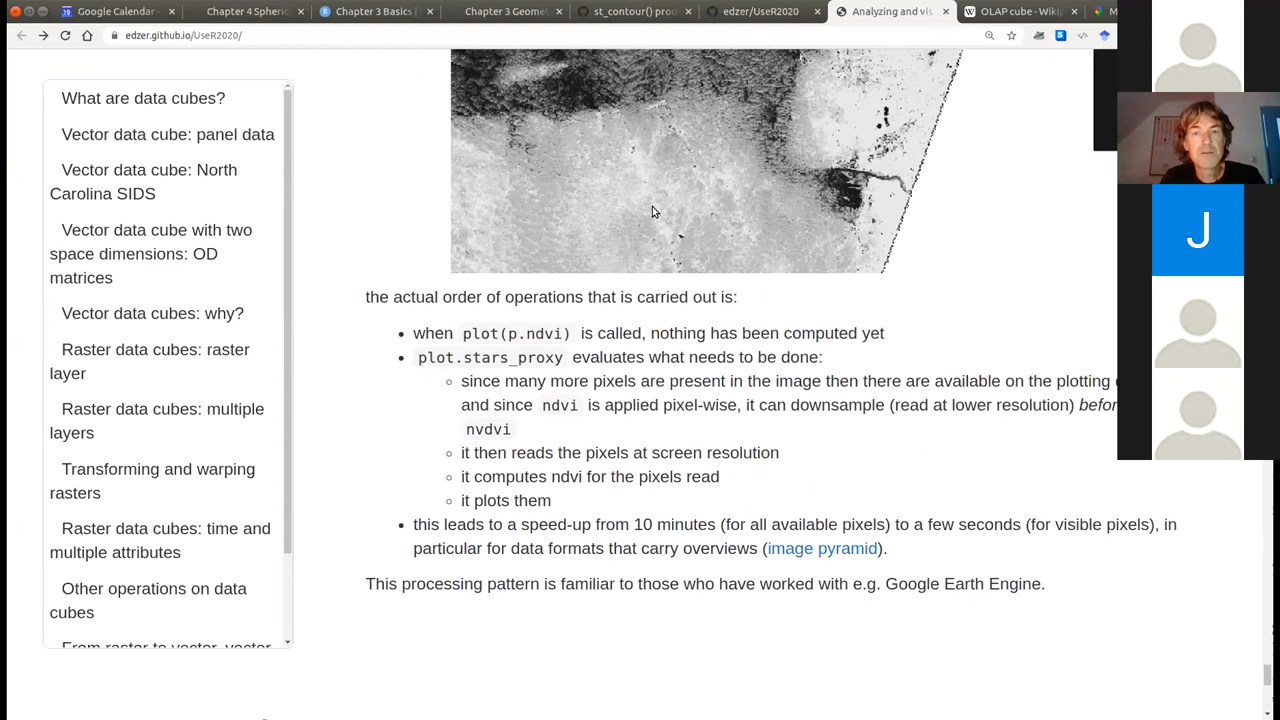 Google Calendar
Chapter 4 Spheric
Chapter 3 Basics |
Chapter 3 Geomet
st_contour() prod
edzer/UseR2020
Analyzing and vis
OLAP cube - Wiki
edzer.github.io/UseR2020/
What are data cubes?
Vector data cube: panel data
Vector data cube: North
Carolina SIDS
Vector data cube with two
space dimensions: OD
matrices
Vector data cubes: why?
Raster data cubes: raster
layer
Raster data cubes: multiple
layers
Transforming and warping
rasters
Raster data cubes: time and
multiple attributes
Other operations on data
cubes
From raster to vector, vector
the actual order of operations that is carried out is:
when plot(p.ndvi) is called, nothing has been computed yet
plot.stars_proxy evaluates what needs to be done:
since many more pixels are present in the image then there are available on the plotting
and since ndvi is applied pixel-wise, it can downsample (read at lower resolution) befor
nvdvi
it then reads the pixels at screen resolution
it computes ndvi for the pixels read
it plots them
this leads to a speed-up from 10 minutes (for all available pixels) to a few seconds (for visible pixels), in
particular for data formats that carry overviews (image pyramid).
This processing pattern is familiar to those who have worked with e.g. Google Earth Engine.
J